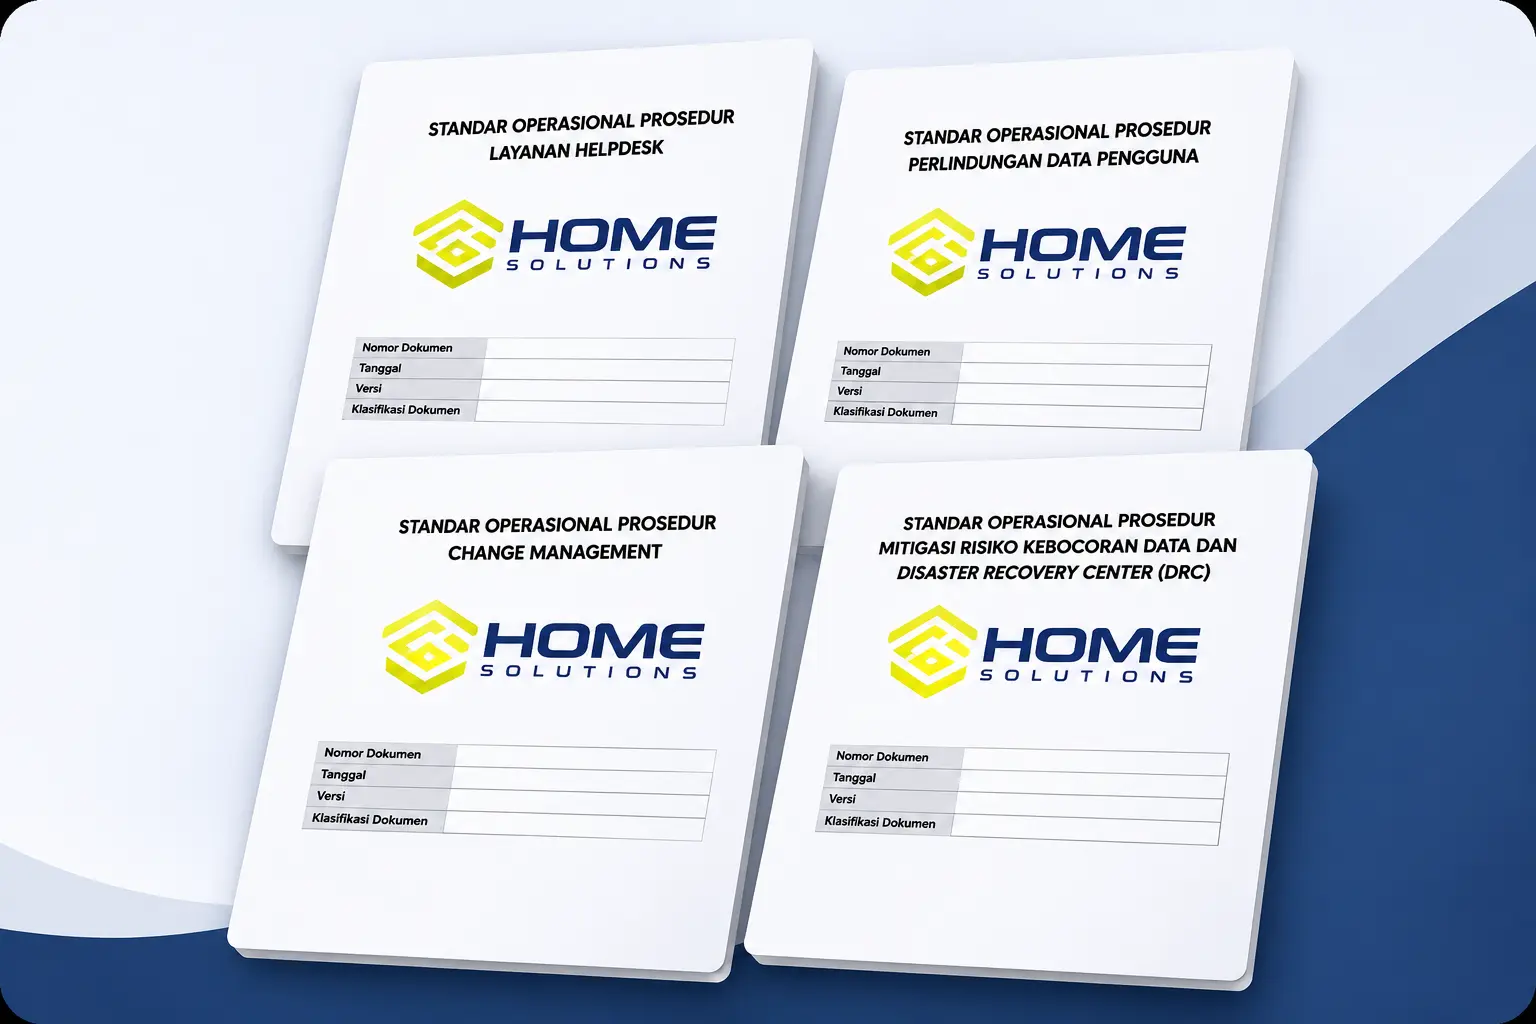 STANDAR OPERASIONAL PROSEDUR
LAYANAN HELPDESK
HOME
SOLUTIONS
Nomor Dokumen
Tanggal
Versi
Klasifikasi Dokumen
STANDAR OPERASIONAL PROSEDUR
PERLINDUNGAN DATA PENGGUNA
HOME
SOLUTIONS
Nomor Dokumen
Tanggal
Versi
Klasifikasi Dokumen
STANDAR OPERASIONAL PROSEDUR
CHANGE MANAGEMENT
HOME
SOLUTIONS
Nomor Dokumen
Tanggal
Versi
Klasifikasi Dokumen
STANDAR OPERASIONAL PROSEDUR
MITIGASI RISIKO KEBOCORAN DATA DAN
DISASTER RECOVERY CENTER (DRC)
HOME
SOLUTIONS
Nomor Dokumen
Tanggal
Versi
Klasifikasi Dokumen